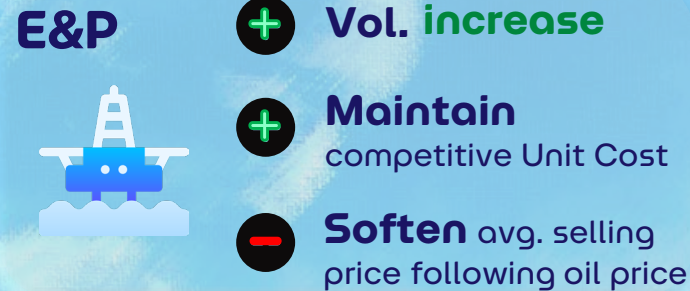 E&P
Vol. increase
Maintain
competitive Unit Cost
Soften avg. selling
price following oil price